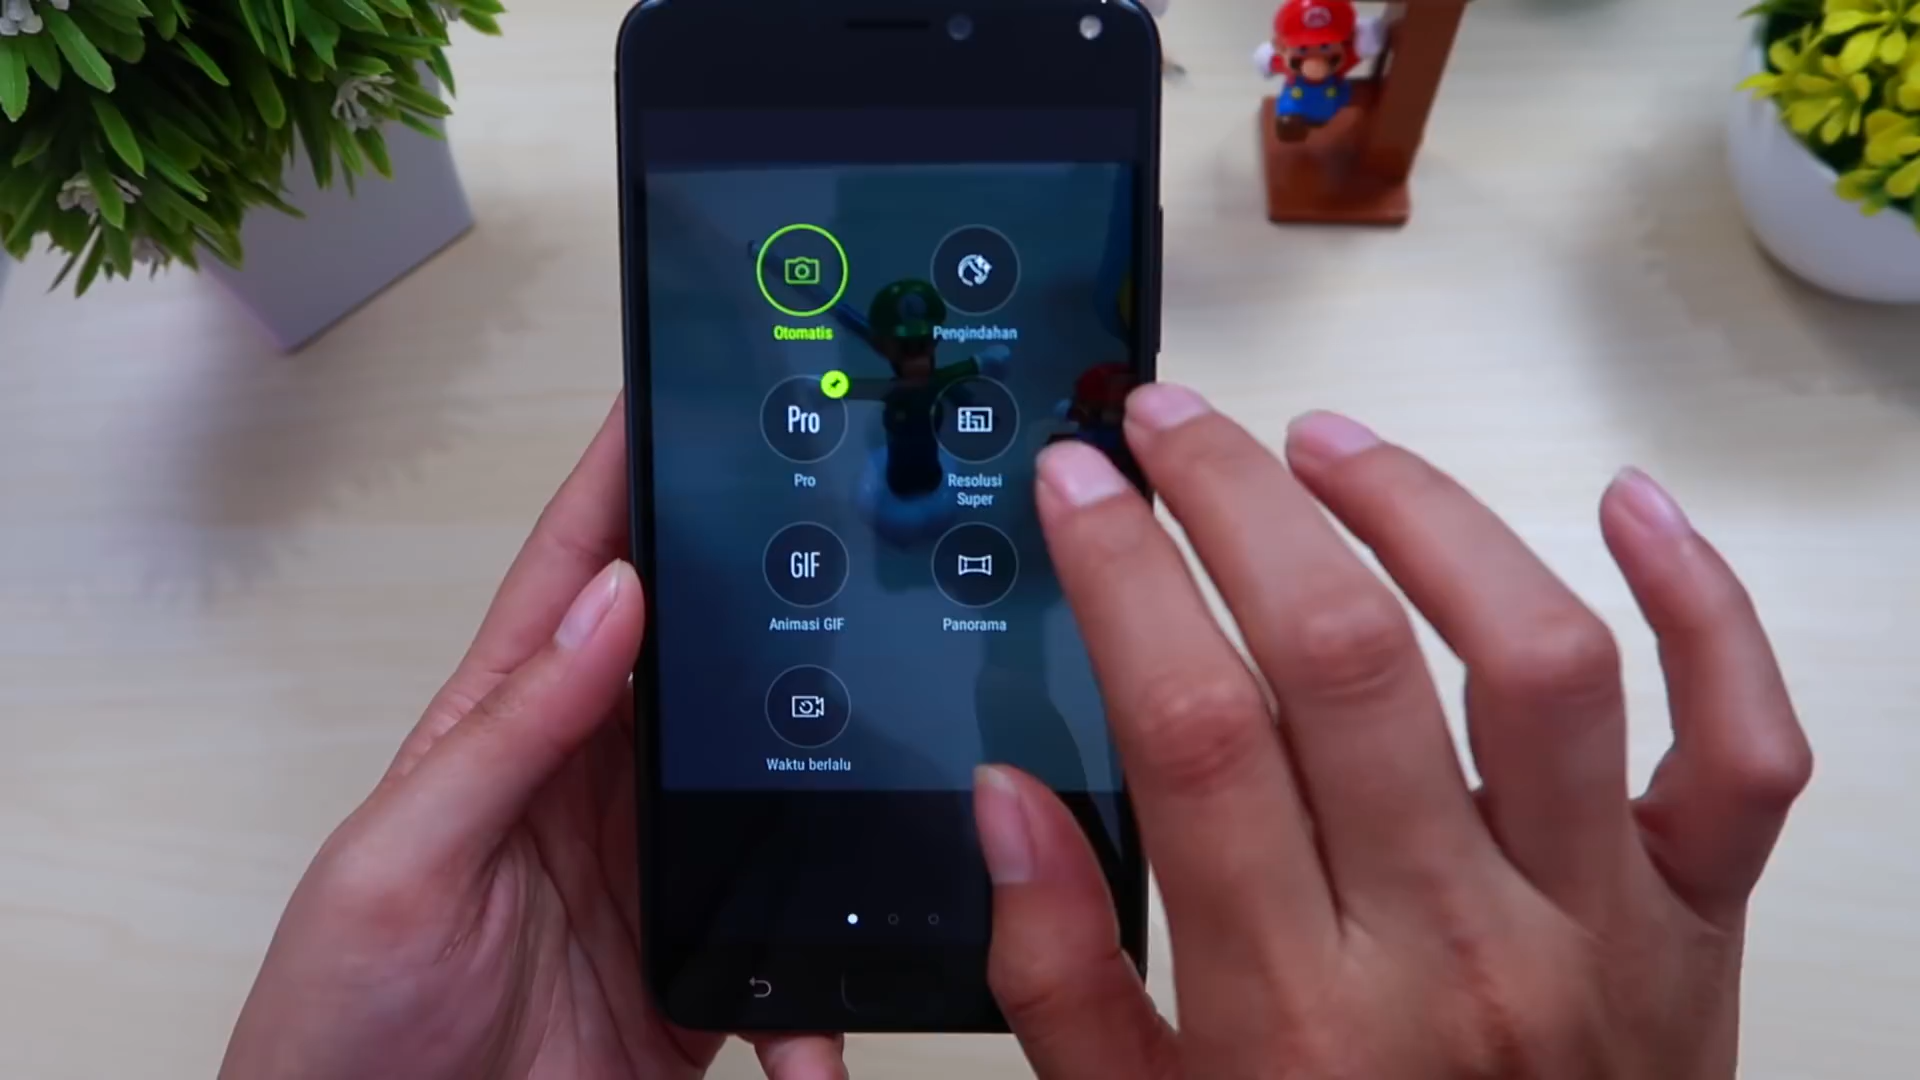 Otomatis
Pengindahan
Pro
Pro
Resolusi
Super
GIF
Animasi GIF
Panorama
Waktu berlalu